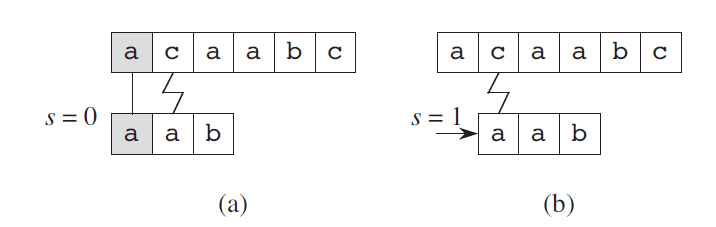 a c a a b c
s = 0
a a b
(a)
a c a a b c
s = 1
a a b
(b)